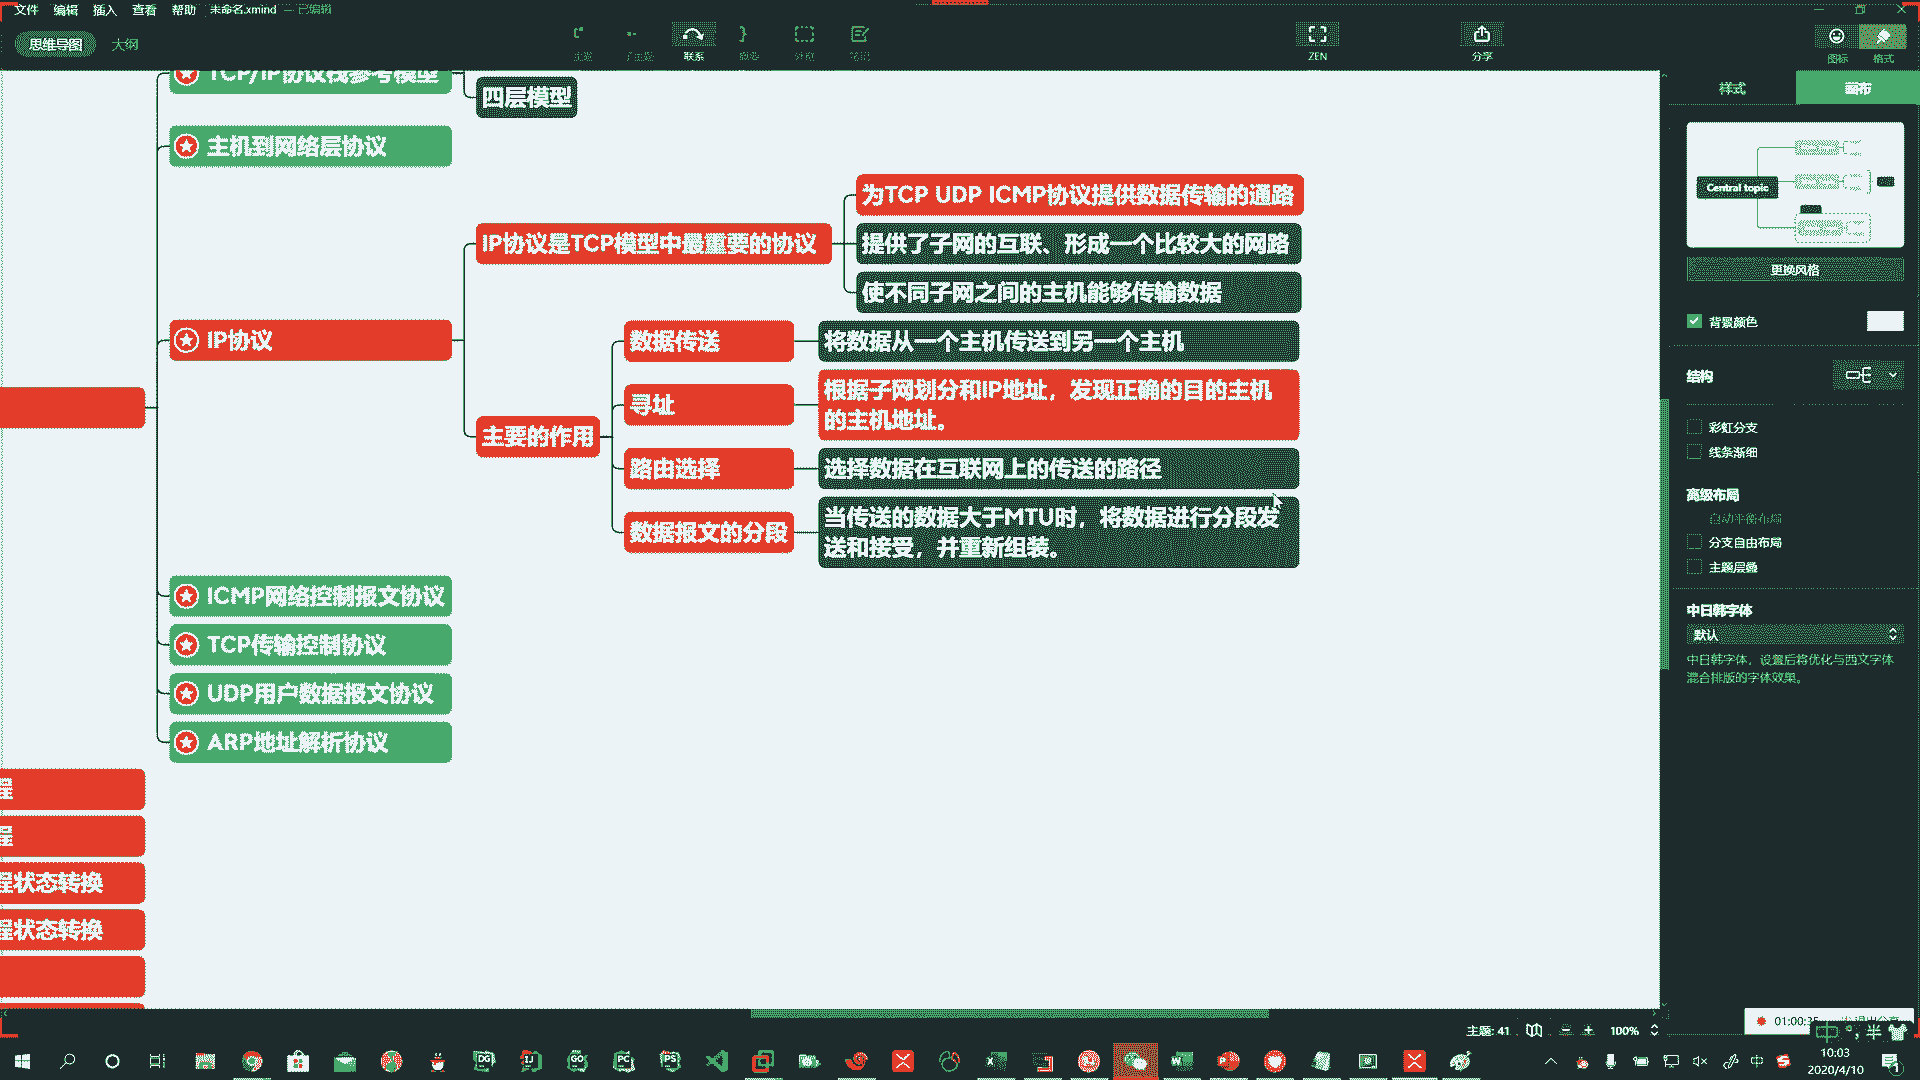 文件 编辑 插入 查看 帮助 未命名.xmind — 已编辑
思维导图 大纲
主题 子主题 联系 概要 外框 笔记 ZEN 分享 图标 格式
TCP/IP协议栈参考模型
四层模型
主机到网络层协议
IP协议
IP协议是TCP模型中最重要的协议
为TCP UDP ICMP协议提供数据传输的通路
提供了子网的互联、形成一个比较大的网路
使不同子网之间的主机能够传输数据
主要的作用
数据传送
将数据从一个主机传送到另一个主机
寻址
根据子网划分和IP地址，发现正确的目的主机
的主机地址。
路由选择
选择数据在互联网上的传送的路径
数据报文的分段
当传送的数据大于MTU时，将数据进行分段发
送和接受，并重新组装。
ICMP网络控制报文协议
TCP传输控制协议
UDP用户数据报文协议
ARP地址解析协议
程
程
程状态转换
程状态转换
样式 画布
Central topic
更换风格
背景颜色
结构
彩虹分支
线条渐细
高级布局
自动平衡布局
分支自由布局
主题层叠
中日韩字体
默认
中日韩字体，设置后将优化与西文字体
混合排版的字体效果。
主题: 41 100%
10:03
2020/4/10